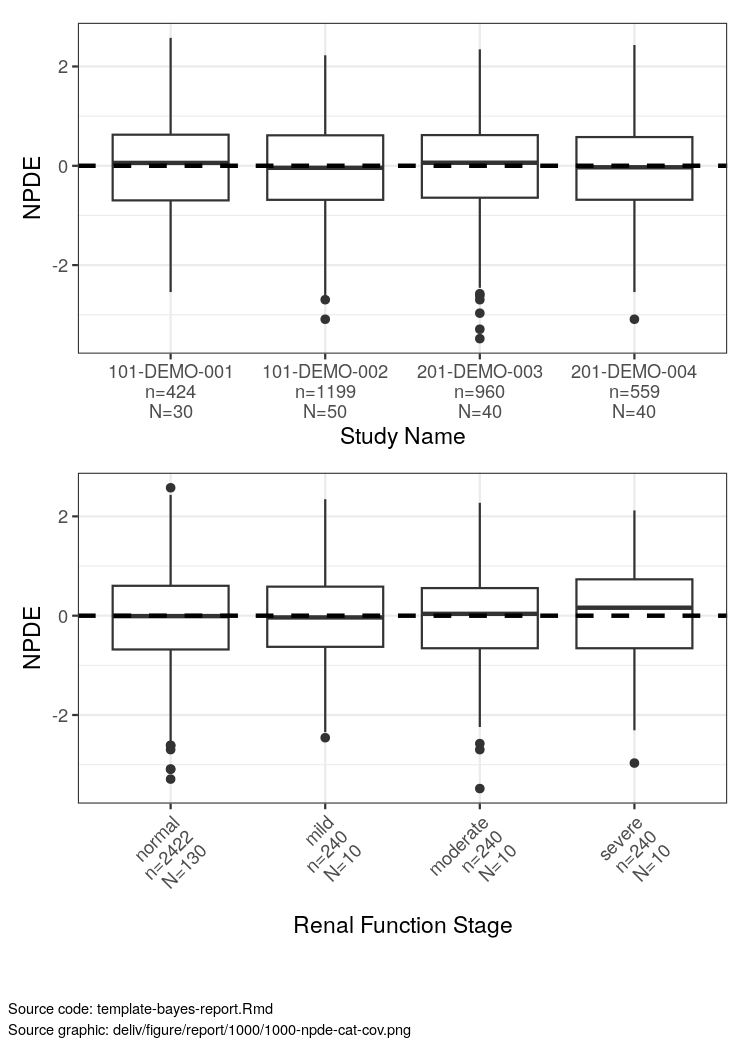 2
0
-2
NPDE
101-DEMO-001 101-DEMO-002 201-DEMO-003 201-DEMO-004
n=424 n=1199 n=960 n=559
N=30 N=50 N=40 N=40
Study Name
2
0
-2
NPDE
normal
n=2422
N=130
mild
n=240
N=10
moderate
n=240
N=10
severe
n=240
N=10
Renal Function Stage
Source code: template-bayes-report.Rmd
Source graphic: deliv/figure/report/1000/1000-npde-cat-cov.png